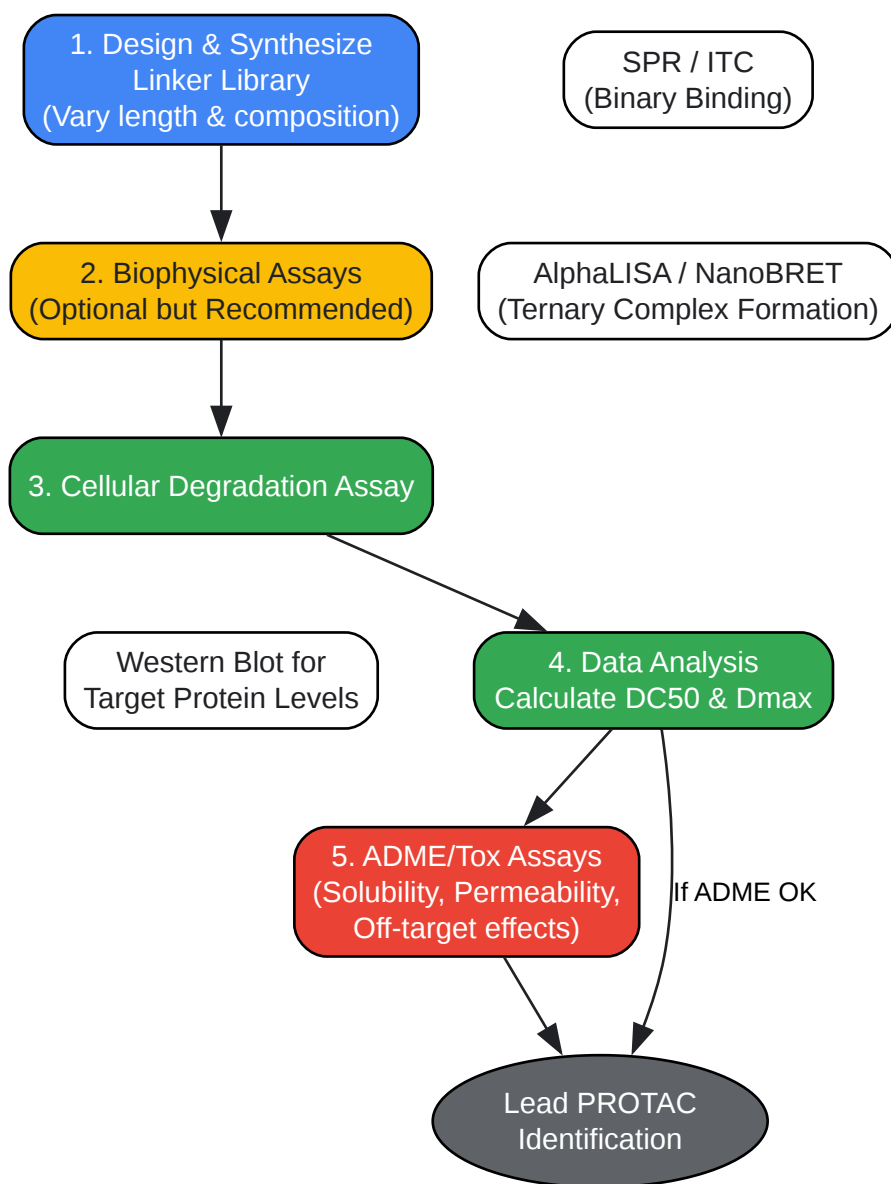 1. Design & Synthesize
Linker Library
(Vary length & composition)
SPR / ITC
(Binary Binding)
2. Biophysical Assays
(Optional but Recommended)
AlphaLISA / NanoBRET
(Ternary Complex Formation)
3. Cellular Degradation Assay
Western Blot for
Target Protein Levels
4. Data Analysis
Calculate DC50 & Dmax
5. ADME/Tox Assays
(Solubility, Permeability,
Off-target effects)
If ADME OK
Lead PROTAC
Identification